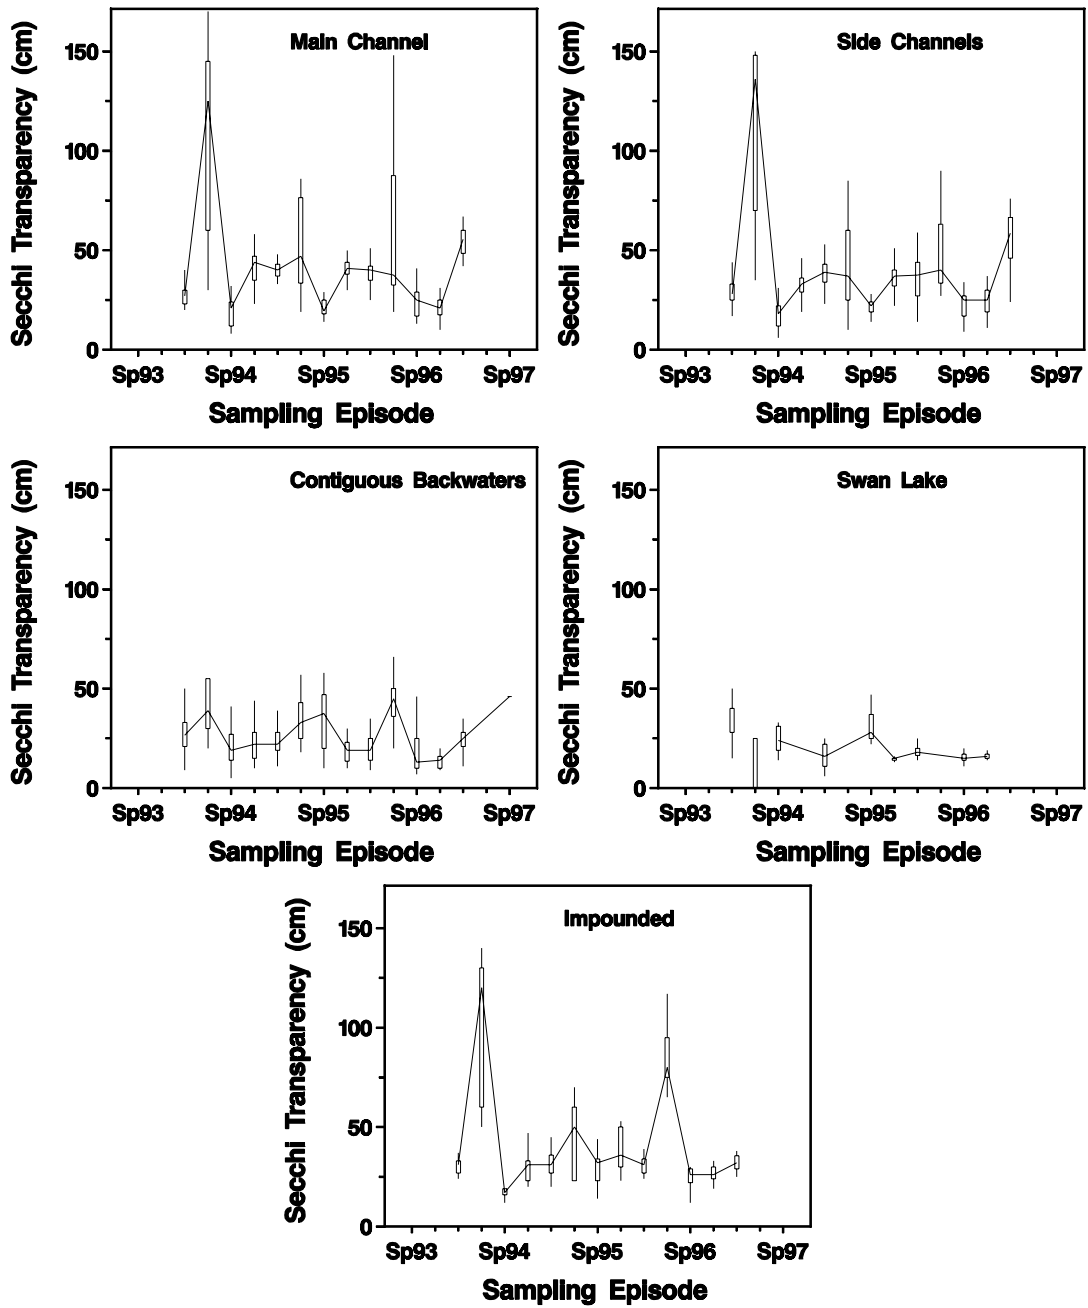 Main Channel
Secchi Transparency (cm)
150
100
50
0
Sp93 Sp94 Sp95 Sp96 Sp97
Sampling Episode
Side Channels
Secchi Transparency (cm)
150
100
50
0
Sp93 Sp94 Sp95 Sp96 Sp97
Sampling Episode
Contiguous Backwaters
Secchi Transparency (cm)
150
100
50
0
Sp93 Sp94 Sp95 Sp96 Sp97
Sampling Episode
Swan Lake
Secchi Transparency (cm)
150
100
50
0
Sp93 Sp94 Sp95 Sp96 Sp97
Sampling Episode
Impounded
Secchi Transparency (cm)
150
100
50
0
Sp93 Sp94 Sp95 Sp96 Sp97
Sampling Episode